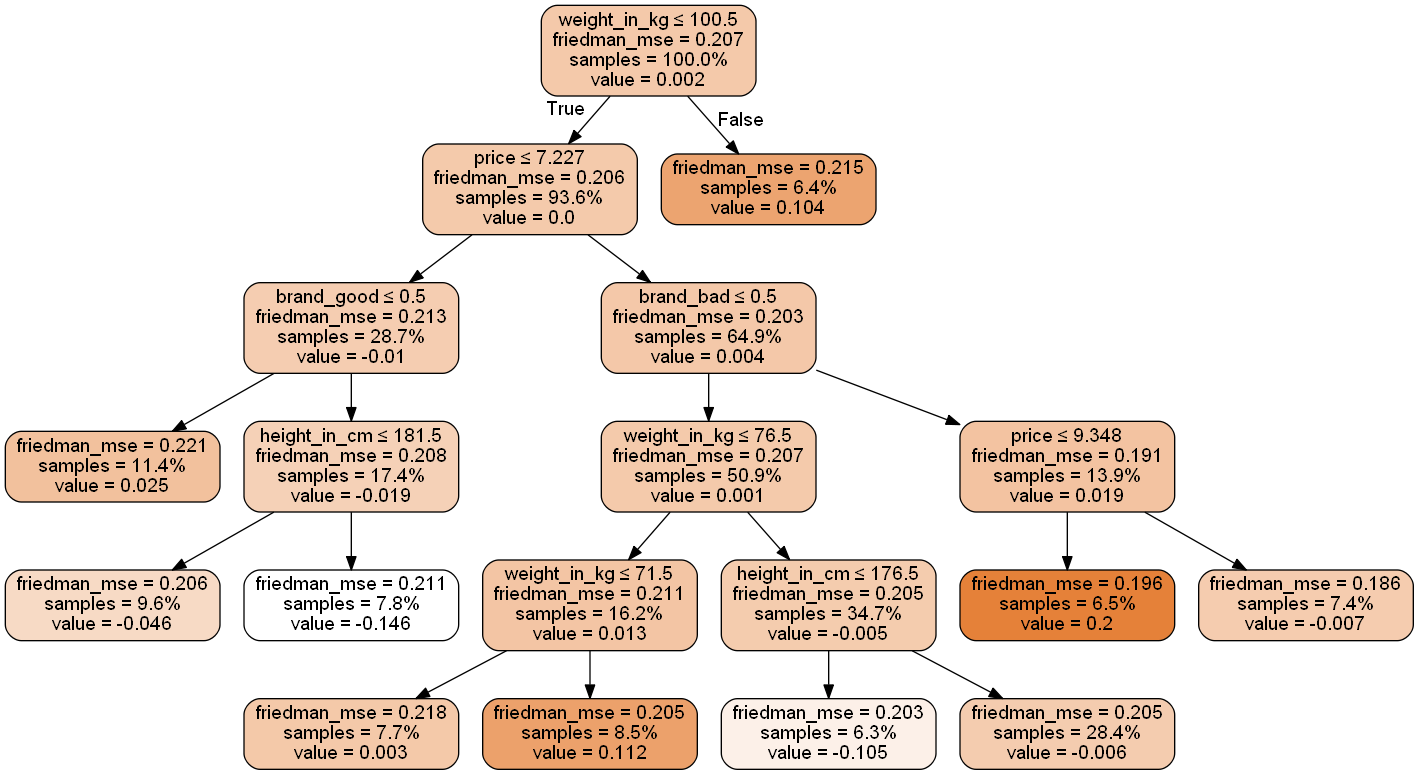 weight_in_kg ≤ 100.5
friedman_mse = 0.207
samples = 100.0%
value = 0.002
True
False
price ≤ 7.227
friedman_mse = 0.206
samples = 93.6%
value = 0.0
friedman_mse = 0.215
samples = 6.4%
value = 0.104
brand_good ≤ 0.5
friedman_mse = 0.213
samples = 28.7%
value = -0.01
brand_bad ≤ 0.5
friedman_mse = 0.203
samples = 64.9%
value = 0.004
friedman_mse = 0.221
samples = 11.4%
value = 0.025
height_in_cm ≤ 181.5
friedman_mse = 0.208
samples = 17.4%
value = -0.019
weight_in_kg ≤ 76.5
friedman_mse = 0.207
samples = 50.9%
value = 0.001
price ≤ 9.348
friedman_mse = 0.191
samples = 13.9%
value = 0.019
friedman_mse = 0.206
samples = 9.6%
value = -0.046
friedman_mse = 0.211
samples = 7.8%
value = -0.146
weight_in_kg ≤ 71.5
friedman_mse = 0.211
samples = 16.2%
value = 0.013
height_in_cm ≤ 176.5
friedman_mse = 0.205
samples = 34.7%
value = -0.005
friedman_mse = 0.196
samples = 6.5%
value = 0.2
friedman_mse = 0.186
samples = 7.4%
value = -0.007
friedman_mse = 0.218
samples = 7.7%
value = 0.003
friedman_mse = 0.205
samples = 8.5%
value = 0.112
friedman_mse = 0.203
samples = 6.3%
value = -0.105
friedman_mse = 0.205
samples = 28.4%
value = -0.006